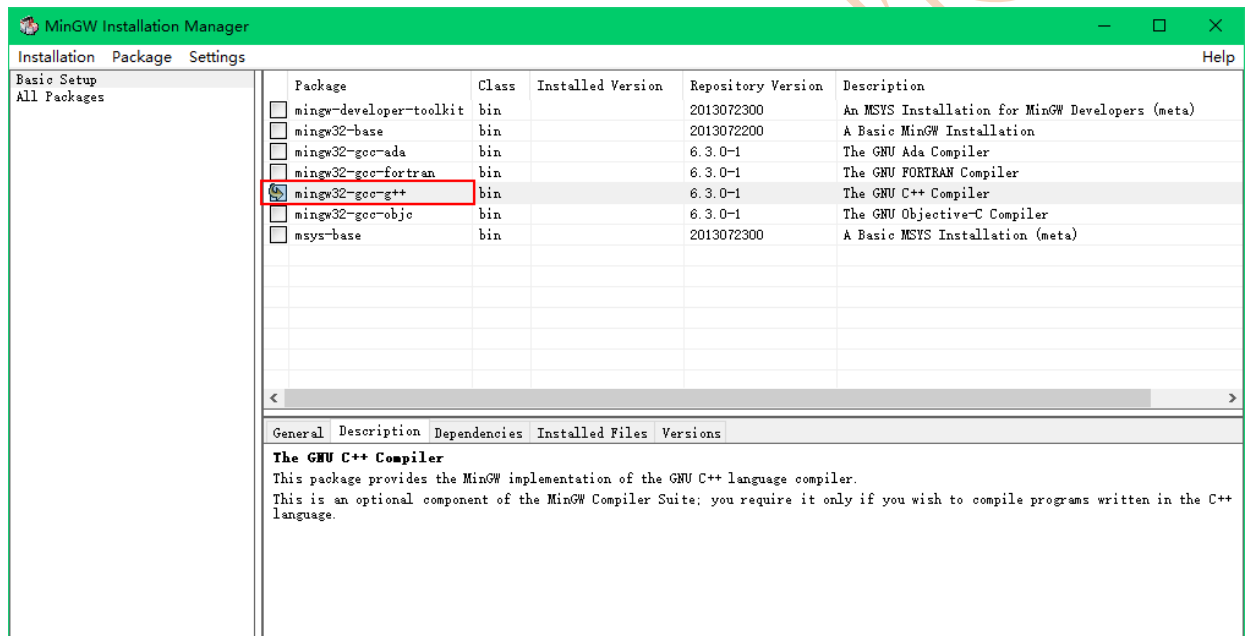 MinGW Installation Manager
Installation Package Settings Help
Basic Setup
All Packages
Package Class Installed Version Repository Version Description
mingw-developer-toolkit bin 2013072300 An MSYS Installation for MinGW Developers (meta)
mingw32-base bin 2013072200 A Basic MinGW Installation
mingw32-gcc-ada bin 6.3.0-1 The GNU Ada Compiler
mingw32-gcc-fortran bin 6.3.0-1 The GNU FORTRAN Compiler
mingw32-gcc-g++ bin 6.3.0-1 The GNU C++ Compiler
mingw32-gcc-objc bin 6.3.0-1 The GNU Objective-C Compiler
msys-base bin 2013072300 A Basic MSYS Installation (meta)
General Description Dependencies Installed Files Versions
The GNU C++ Compiler
This package provides the MinGW implementation of the GNU C++ language compiler.
This is an optional component of the MinGW Compiler Suite; you require it only if you wish to compile programs written in the C++
language.